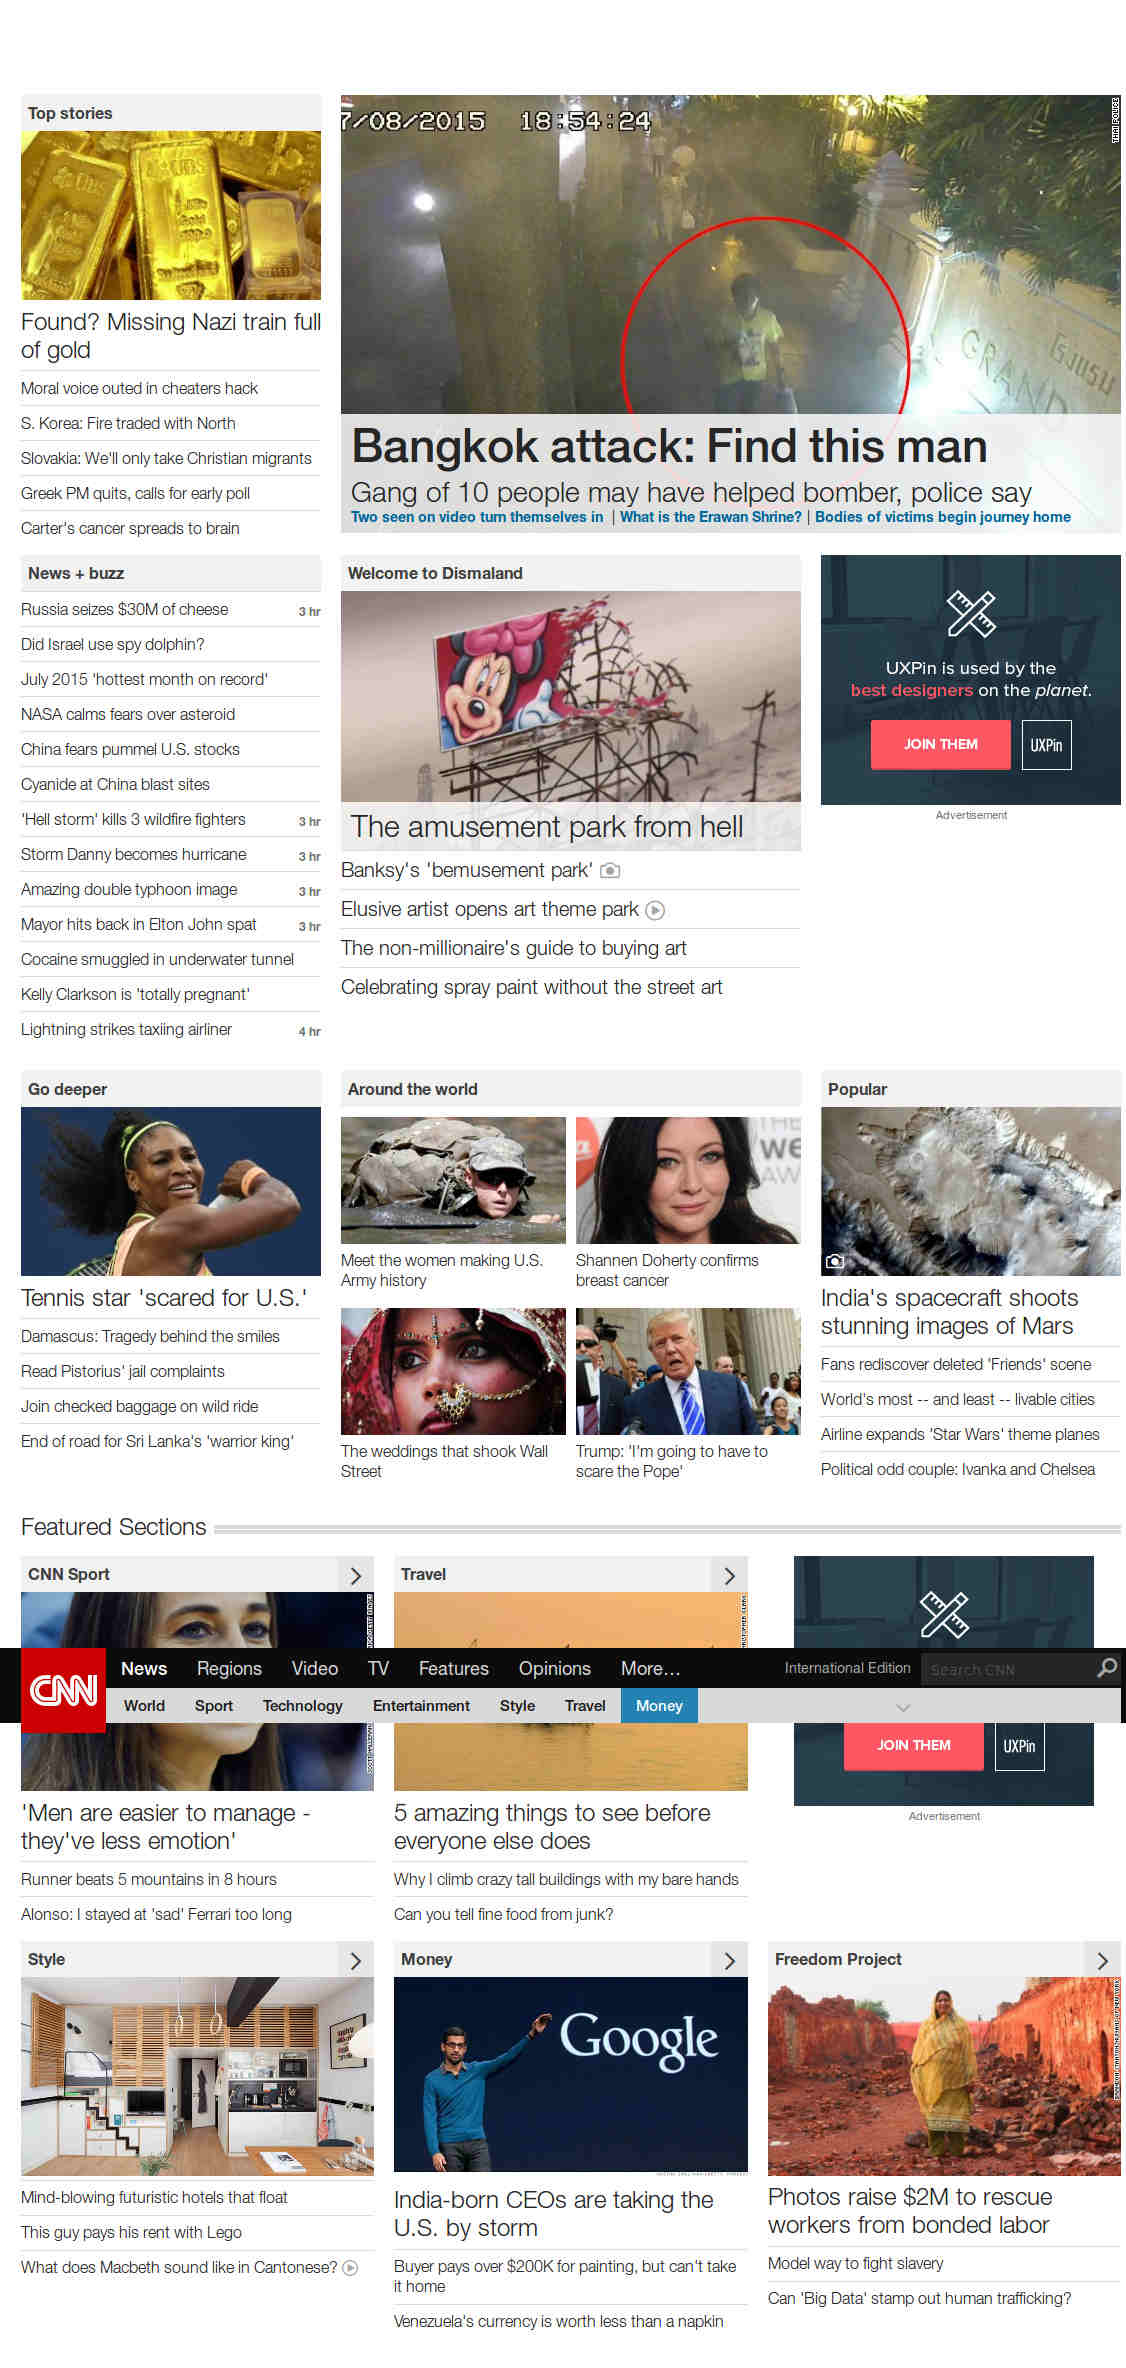 Top stories
Found? Missing Nazi train full
of gold
Moral voice outed in cheaters hack
S. Korea: Fire traded with North
Slovakia: We'll only take Christian migrants
Greek PM quits, calls for early poll
Carter's cancer spreads to brain
7/08/2015 18:54:24
THAI POLICE
GRAND
Bangkok attack: Find this man
Gang of 10 people may have helped bomber, police say
Two seen on video turn themselves in | What is the Erawan Shrine? | Bodies of victims begin journey home
News + buzz
Russia seizes $30M of cheese 3 hr
Did Israel use spy dolphin?
July 2015 'hottest month on record'
NASA calms fears over asteroid
China fears pummel U.S. stocks
Cyanide at China blast sites
'Hell storm' kills 3 wildfire fighters 3 hr
Storm Danny becomes hurricane 3 hr
Amazing double typhoon image 3 hr
Mayor hits back in Elton John spat 3 hr
Cocaine smuggled in underwater tunnel
Kelly Clarkson is 'totally pregnant'
Lightning strikes taxiing airliner 4 hr
Welcome to Dismaland
The amusement park from hell
Banksy's 'bemusement park'
Elusive artist opens art theme park
The non-millionaire's guide to buying art
Celebrating spray paint without the street art
UXPin is used by the
best designers on the planet.
JOIN THEM UXPin
Advertisement
Go deeper
Tennis star 'scared for U.S.'
Damascus: Tragedy behind the smiles
Read Pistorius' jail complaints
Join checked baggage on wild ride
End of road for Sri Lanka's 'warrior king'
Around the world
Meet the women making U.S.
Army history
Shannen Doherty confirms
breast cancer
The weddings that shook Wall
Street
Trump: 'I'm going to have to
scare the Pope'
Popular
India's spacecraft shoots
stunning images of Mars
Fans rediscover deleted 'Friends' scene
World's most -- and least -- livable cities
Airline expands 'Star Wars' theme planes
Political odd couple: Ivanka and Chelsea
Featured Sections
CNN Sport
Travel
CNN
News Regions Video TV Features Opinions More... International Edition Search CNN
World Sport Technology Entertainment Style Travel Money
JOIN THEM UXPin
Advertisement
'Men are easier to manage -
they've less emotion'
Runner beats 5 mountains in 8 hours
Alonso: I stayed at 'sad' Ferrari too long
5 amazing things to see before
everyone else does
Why I climb crazy tall buildings with my bare hands
Can you tell fine food from junk?
Style
Mind-blowing futuristic hotels that float
This guy pays his rent with Lego
What does Macbeth sound like in Cantonese?
Money
Google
India-born CEOs are taking the
U.S. by storm
Buyer pays over $200K for painting, but can't take
it home
Venezuela's currency is worth less than a napkin
Freedom Project
Photos raise $2M to rescue
workers from bonded labor
Model way to fight slavery
Can 'Big Data' stamp out human trafficking?